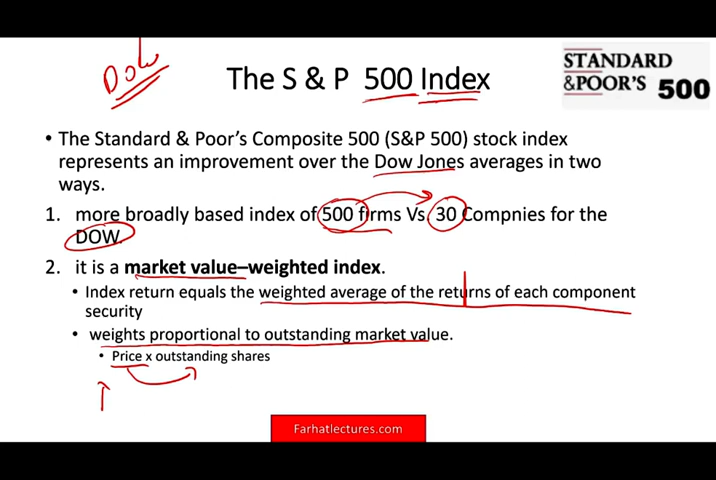 Dow
The S & P 500 Index
STANDARD
&POOR'S 500
• The Standard & Poor's Composite 500 (S&P 500) stock index
represents an improvement over the Dow Jones averages in two
ways.
1. more broadly based index of 500 firms Vs 30 Compnies for the
DOW.
2. it is a market value–weighted index.
• Index return equals the weighted average of the returns of each component
security
• weights proportional to outstanding market value.
• Price x outstanding shares
Farhatlectures.com